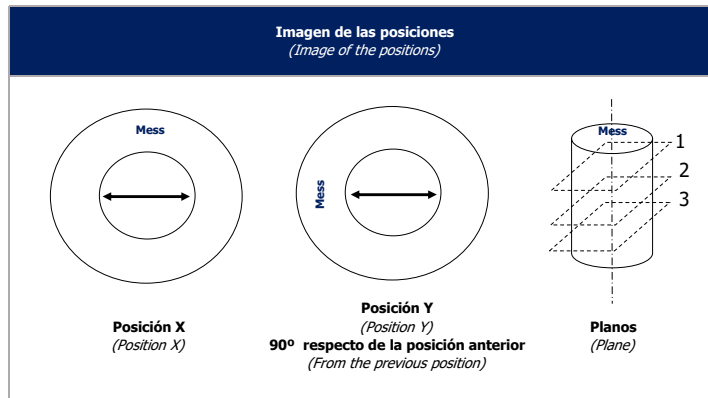 Imagen de las posiciones
(Image of the positions)
Mess
Mess
Mess
1
2
3
Posición X
(Position X)
Posición Y
(Position Y)
90º respecto de la posición anterior
(From the previous position)
Planos
(Plane)